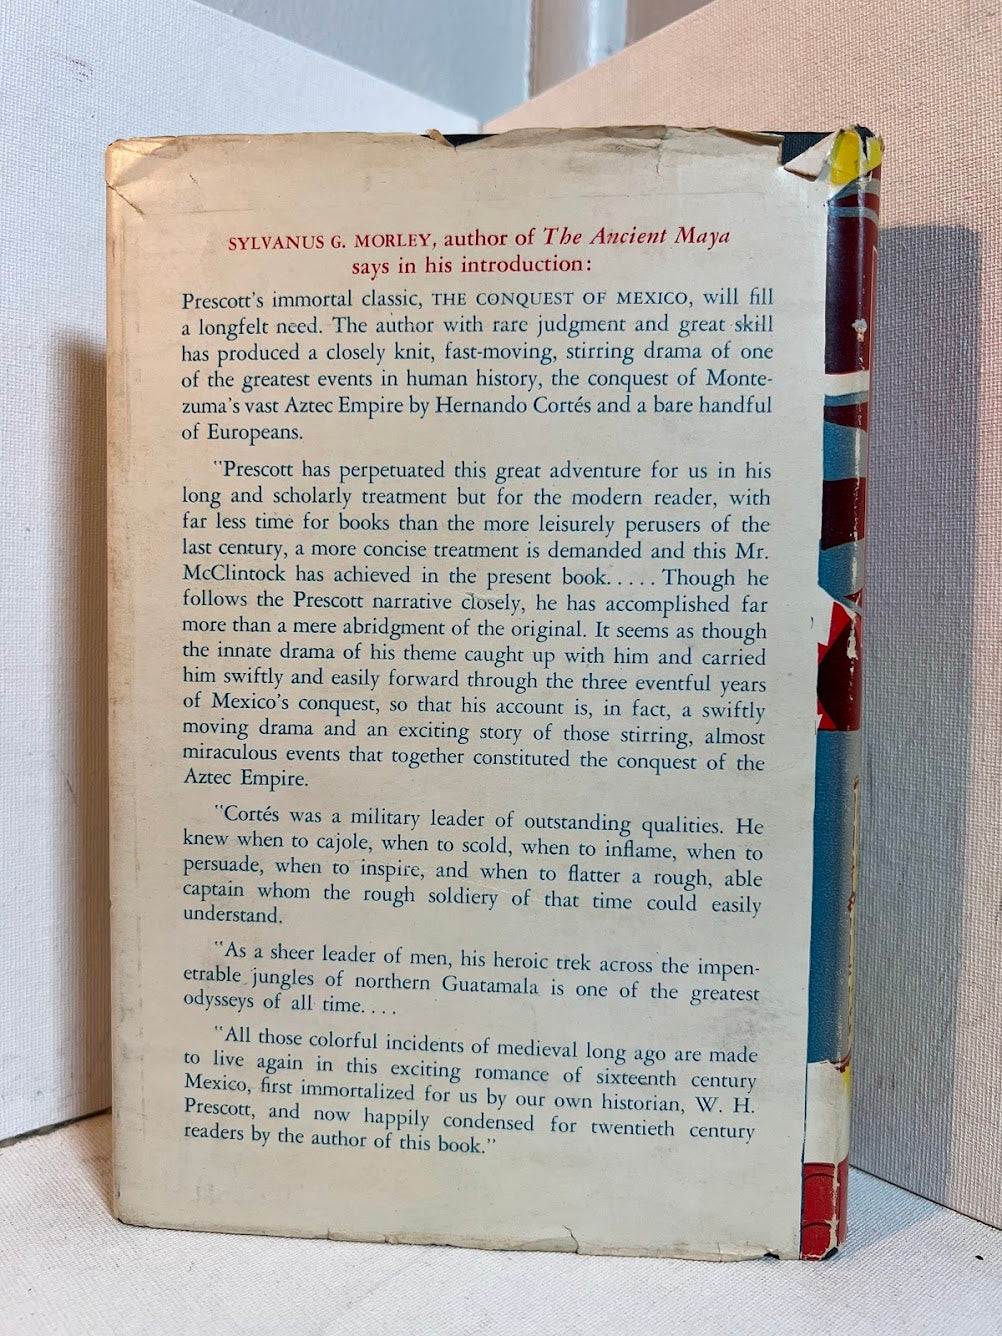 SYLVANUS G. MORLEY, author of The Ancient Maya
says in his introduction:
Prescott's immortal classic, THE CONQUEST OF MEXICO, will fill
a longfelt need. The author with rare judgment and great skill
has produced a closely knit, fast-moving, stirring drama of one
of the greatest events in human history, the conquest of Monte-
zuma's vast Aztec Empire by Hernando Cortés and a bare handful
of Europeans.
"Prescott has perpetuated this great adventure for us in his
long and scholarly treatment but for the modern reader, with
far less time for books than the more leisurely perusers of the
last century, a more concise treatment is demanded and this Mr.
McClintock has achieved in the present book..... Though he
follows the Prescott narrative closely, he has accomplished far
more than a mere abridgment of the original. It seems as though
the innate drama of his theme caught up with him and carried
him swiftly and easily forward through the three eventful years
of Mexico's conquest, so that his account is, in fact, a swiftly
moving drama and an exciting story of those stirring, almost
miraculous events that together constituted the conquest of the
Aztec Empire.
"Cortés was a military leader of outstanding qualities. He
knew when to cajole, when to scold, when to inflame, when to
persuade, when to inspire, and when to flatter a rough, able
captain whom the rough soldiery of that time could easily
understand.
"As a sheer leader of men, his heroic trek across the impen-
etrable jungles of northern Guatamala is one of the greatest
odysseys of all time....
"All those colorful incidents of medieval long ago are made
to live again in this exciting romance of sixteenth century
Mexico, first immortalized for us by our own historian, W. H.
Prescott, and now happily condensed for twentieth century
readers by the author of this book."